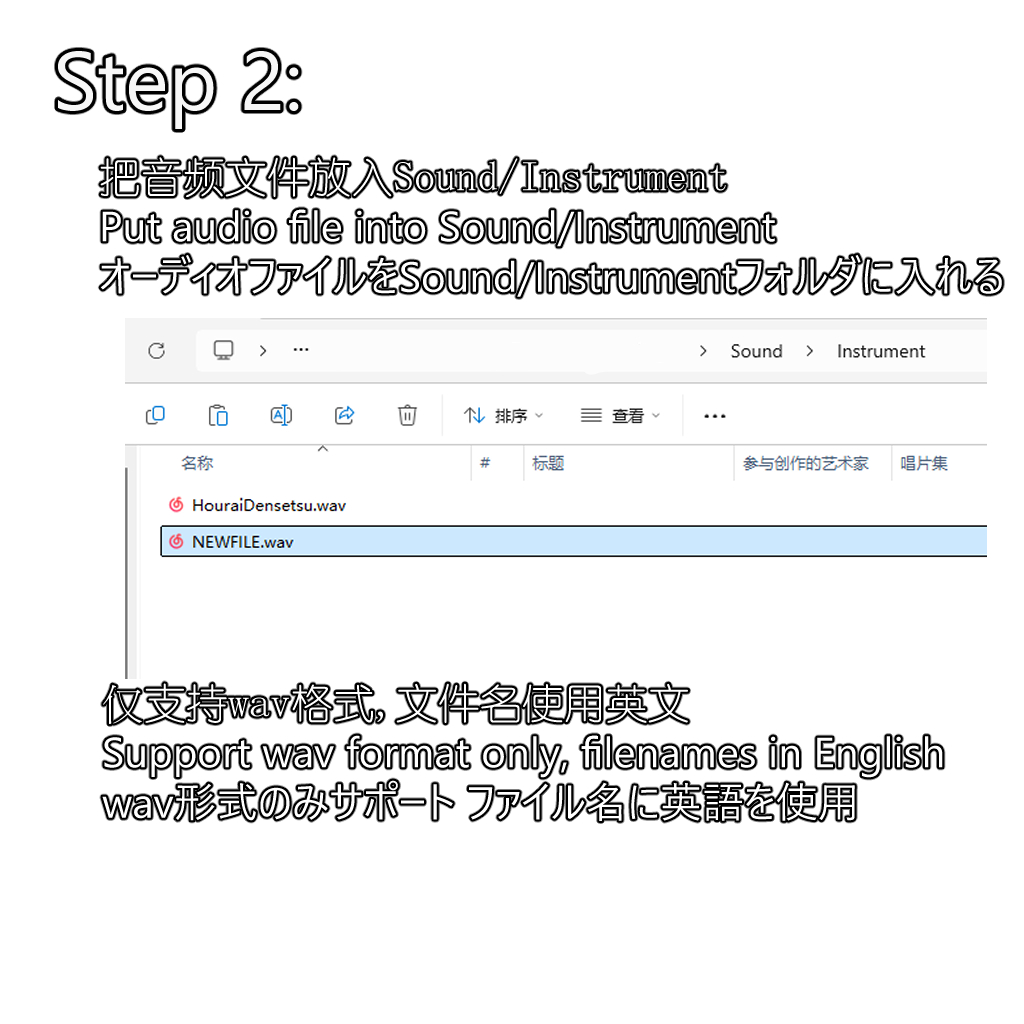 Step 2:
把音频文件放入Sound/Instrument
Put audio file into Sound/Instrument
オーディオファイルをSound/Instrumentフォルダに入れる
Sound Instrument
排序 查看
名称 # 标题 参与创作的艺术家 唱片集
HouraiDensetsu.wav
NEWFILE.wav
仅支持wav格式, 文件名使用英文
Support wav format only, filenames in English
wav形式のみサポート ファイル名に英語を使用